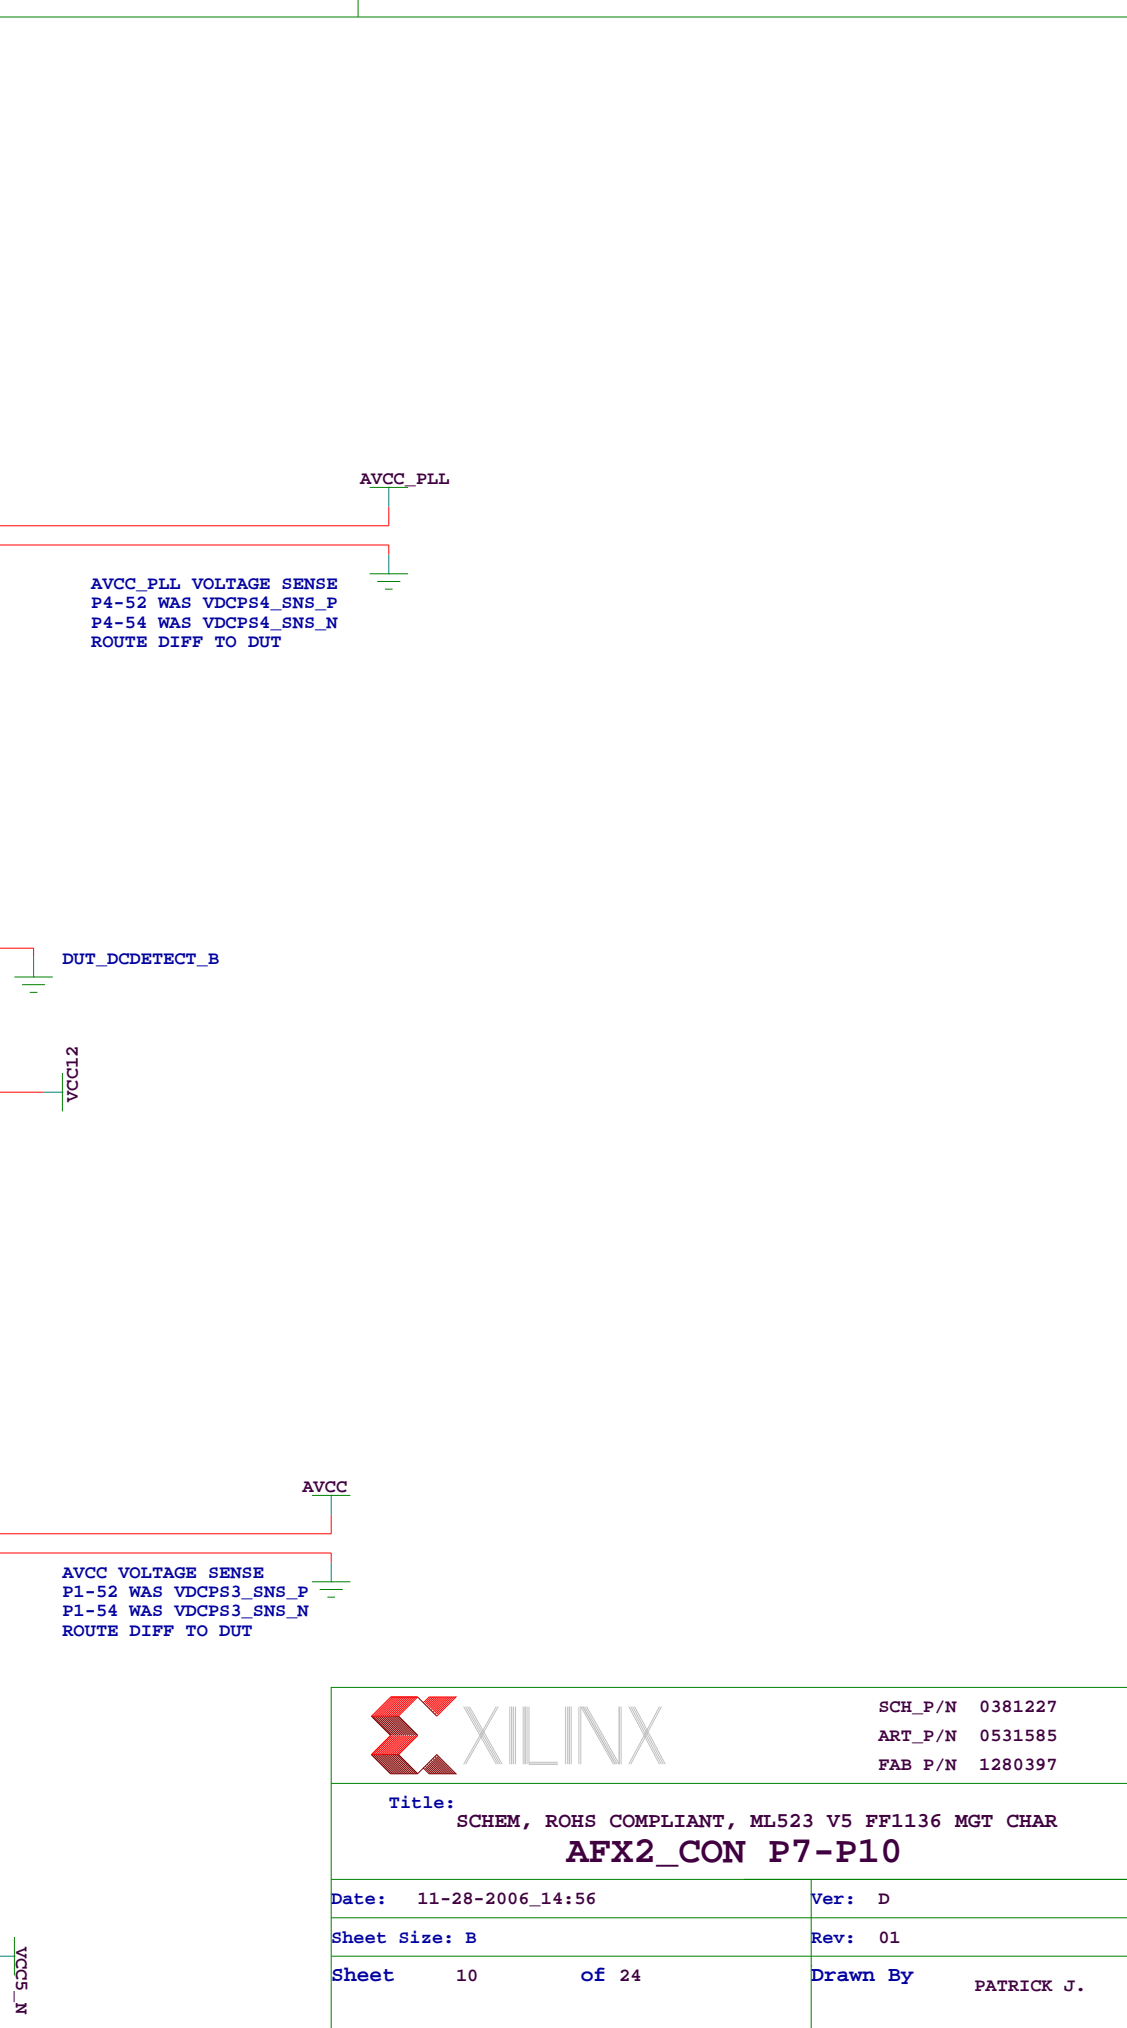 AVCC_PLL
AVCC_PLL VOLTAGE SENSE
P4-52 WAS VDCPS4_SNS_P
P4-54 WAS VDCPS4_SNS_N
ROUTE DIFF TO DUT
DUT_DCDETECT_B
VCC12
AVCC
AVCC VOLTAGE SENSE
P1-52 WAS VDCPS3_SNS_P
P1-54 WAS VDCPS3_SNS_N
ROUTE DIFF TO DUT
XILINX
SCH_P/N 0381227
ART_P/N 0531585
FAB P/N 1280397
Title:
SCHEM, ROHS COMPLIANT, ML523 V5 FF1136 MGT CHAR
AFX2_CON P7-P10
Date: 11-28-2006_14:56
Ver: D
Sheet Size: B
Rev: 01
Sheet 10 of 24
Drawn By PATRICK J.
VCC5_N